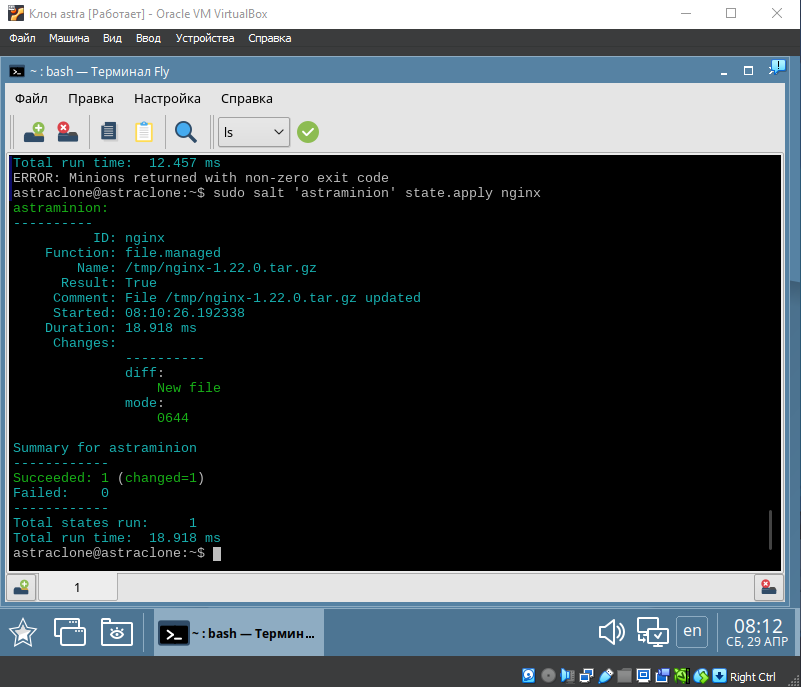 Клон astra [Работает] - Oracle VM VirtualBox
Файл Машина Вид Ввод Устройства Справка
~ : bash — Терминал Fly
Файл Правка Настройка Справка
ls
Total run time:  12.457 ms
ERROR: Minions returned with non-zero exit code
astraclone@astraclone:~$ sudo salt 'astraminion' state.apply nginx
astraminion:
----------
          ID: nginx
    Function: file.managed
        Name: /tmp/nginx-1.22.0.tar.gz
      Result: True
     Comment: File /tmp/nginx-1.22.0.tar.gz updated
     Started: 08:10:26.192338
    Duration: 18.918 ms
     Changes:
              ----------
              diff:
                  New file
              mode:
                  0644
Summary for astraminion
------------
Succeeded: 1 (changed=1)
Failed:    0
------------
Total states run:     1
Total run time:  18.918 ms
astraclone@astraclone:~$
1
~ : bash — Термин...
en
08:12
СБ, 29 АПР
Right Ctrl